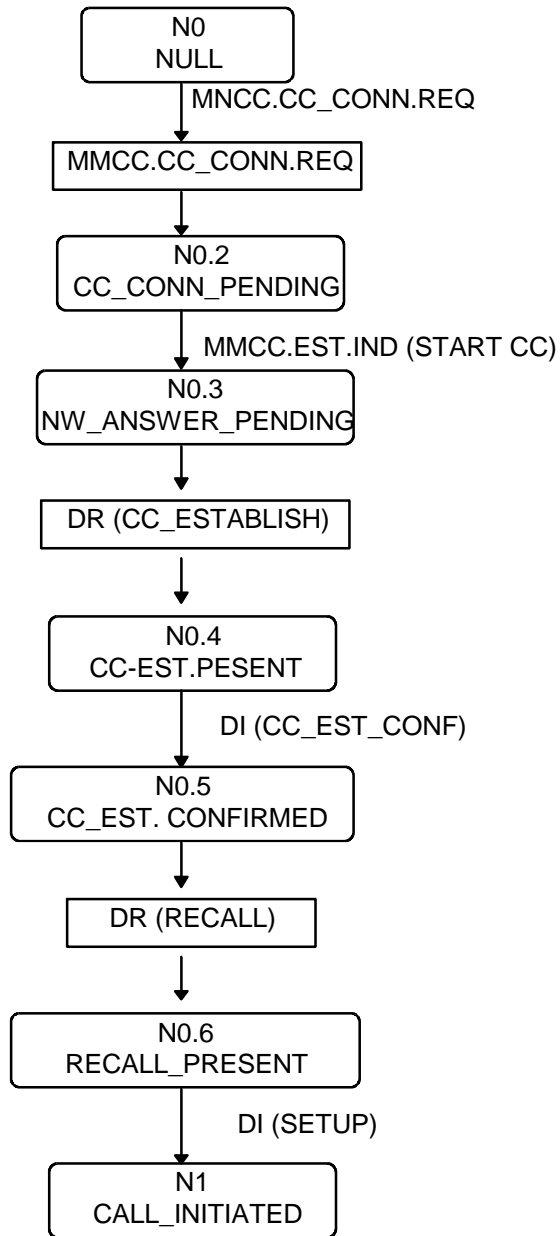 N0
NULL
MNCC.CC_CONN.REQ
MMCC.CC_CONN.REQ
N0.2
CC_CONN_PENDING
MMCC.EST.IND (START CC)
N0.3
NW_ANSWER_PENDING
DR (CC_ESTABLISH)
N0.4
CC-EST.PESENT
DI (CC_EST_CONF)
N0.5
CC_EST. CONFIRMED
DR (RECALL)
N0.6
RECALL_PRESENT
DI (SETUP)
N1
CALL_INITIATED